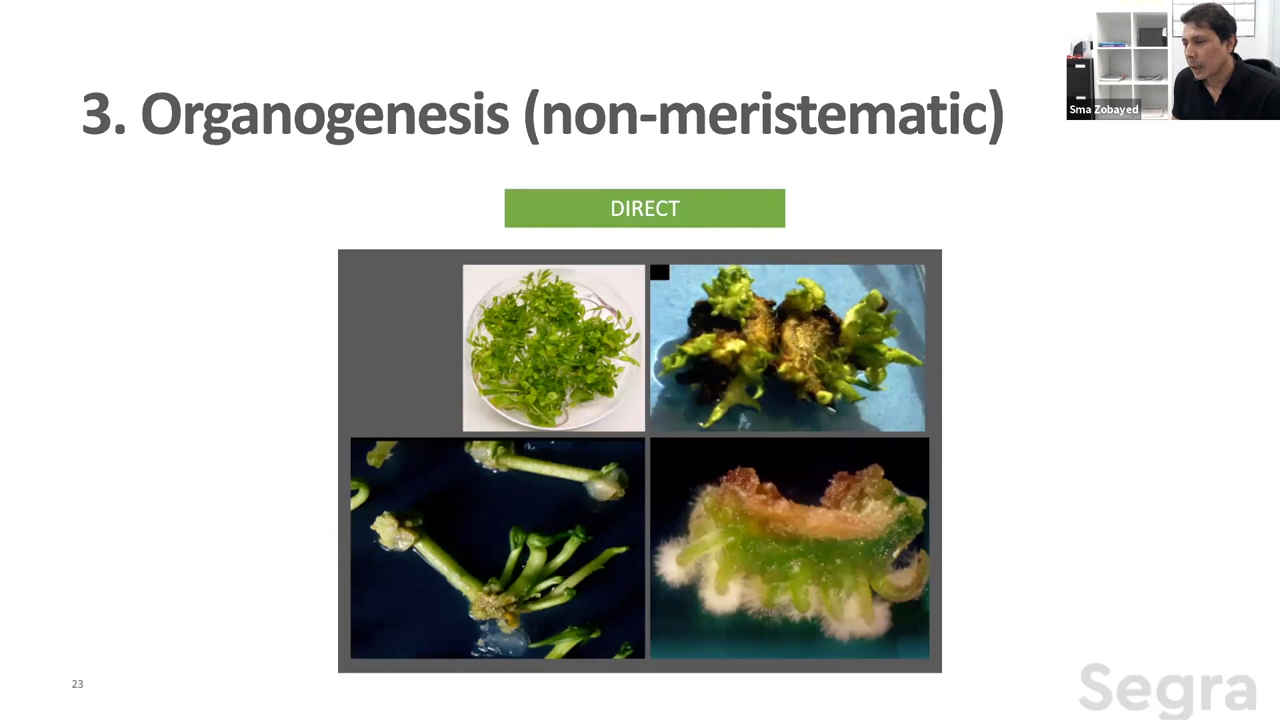 Sma Zobayed
3. Organogenesis (non-meristematic)
DIRECT
23
Segra